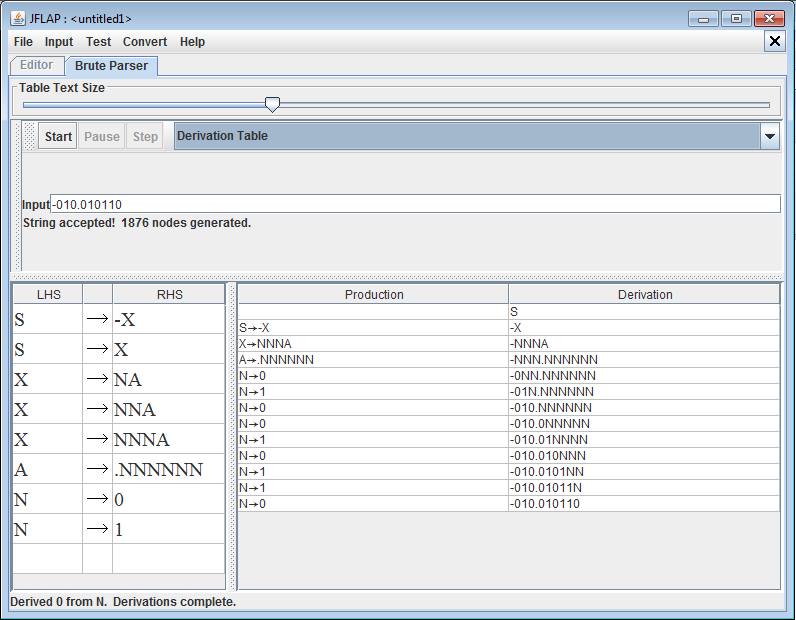 JFLAP : <untitled1>
File Input Test Convert Help
Editor Brute Parser
Table Text Size
Start Pause Step Derivation Table
Input -010.010110
String accepted! 1876 nodes generated.
LHS RHS
S → -X
S → X
X → NA
X → NNA
X → NNNA
A → .NNNNNN
N → 0
N → 1
Production Derivation
S
S→-X -X
X→NNNA -NNNA
A→.NNNNNN -NNN.NNNNNN
N→0 -0NN.NNNNNN
N→1 -01N.NNNNNN
N→0 -010.NNNNNN
N→0 -010.0NNNNN
N→1 -010.01NNNN
N→0 -010.010NNN
N→1 -010.0101NN
N→1 -010.01011N
N→0 -010.010110
Derived 0 from N. Derivations complete.